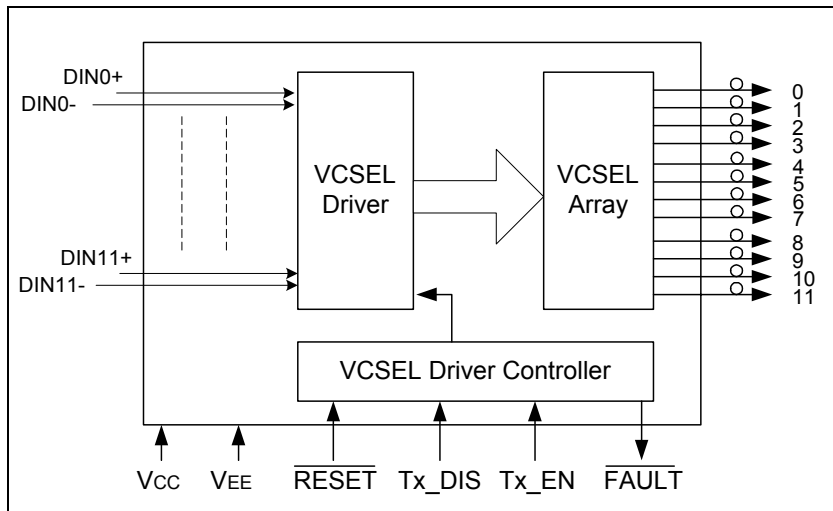 DIN0+
DIN0-
DIN11+
DIN11-
VCSEL
Driver
VCSEL
Array
0
1
2
3
4
5
6
7
8
9
10
11
VCSEL Driver Controller
VCC
VEE
RESET
Tx_DIS
Tx_EN
FAULT